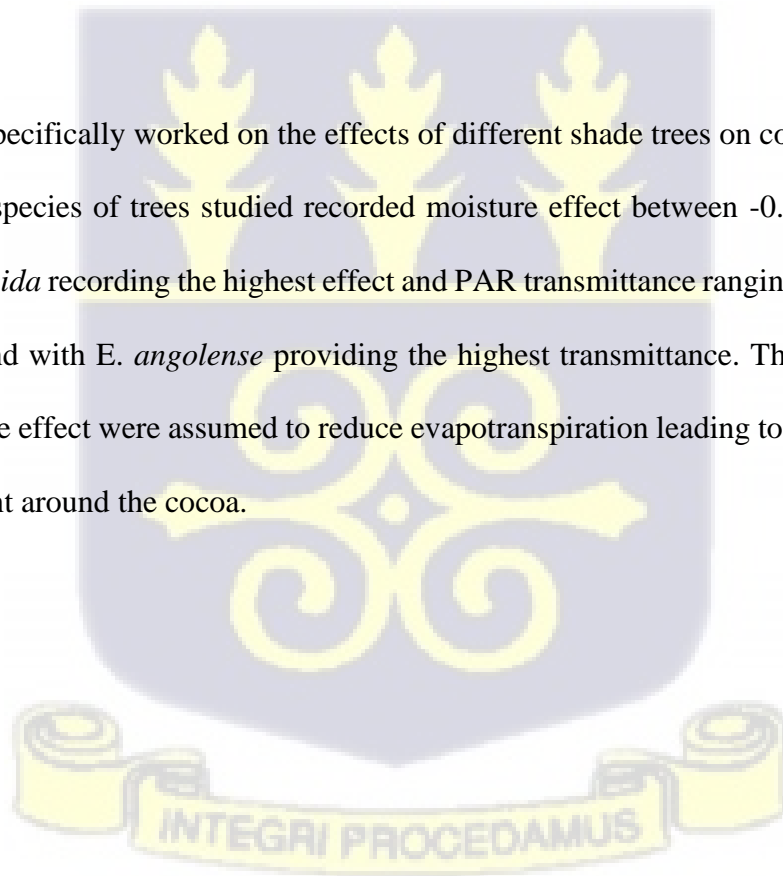 pecifically worked on the effects of different shade trees on co
species of trees studied recorded moisture effect between -0.
ida recording the highest effect and PAR transmittance rangin
nd with E. angolense providing the highest transmittance. Th
e effect were assumed to reduce evapotranspiration leading to
nt around the cocoa.
INTEGRI PROCEDAMUS